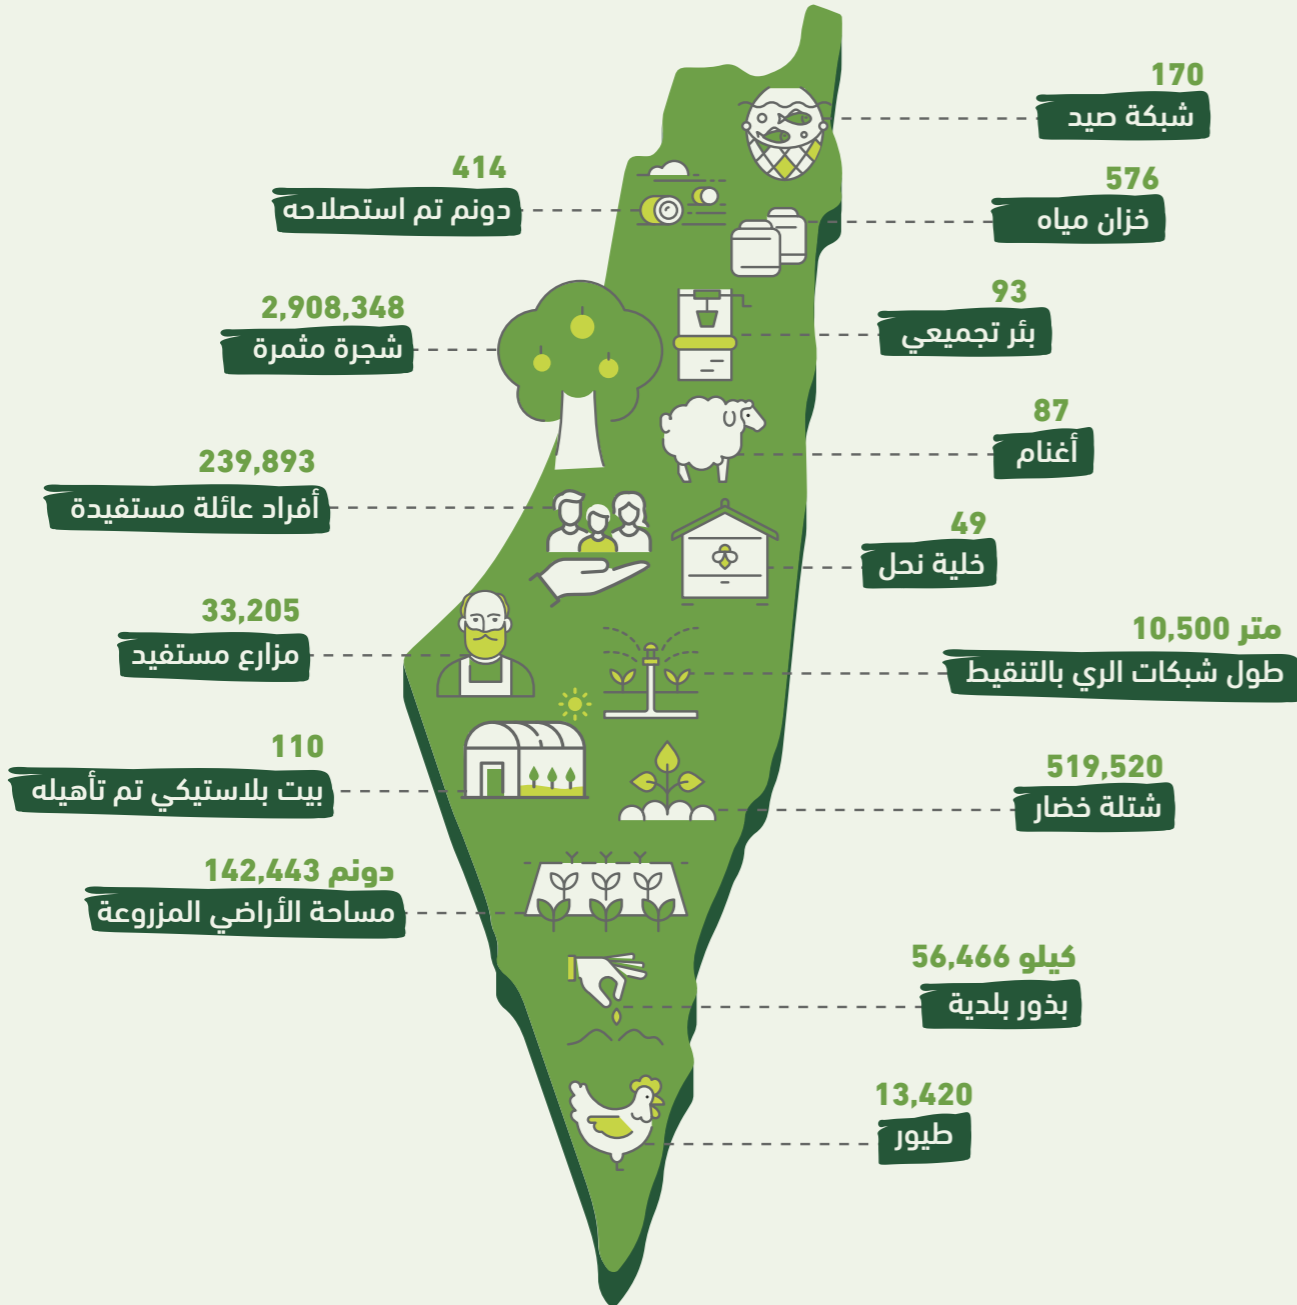 170
شبكة صيد
414
دونم تم استصلاحه
576
خزان مياه
93
بئر تجميعي
2,908,348
شجرة مثمرة
87
أغنام
239,893
أفراد عائلة مستفيدة
49
خلية نحل
33,205
مزارع مستفيد
10,500 متر
طول شبكات الري بالتنقيط
110
بيت بلاستيكي تم تأهيله
519,520
شتلة خضار
142,443 دونم
مساحة الأراضي المزروعة
56,466 كيلو
بذور بلدية
13,420
طيور